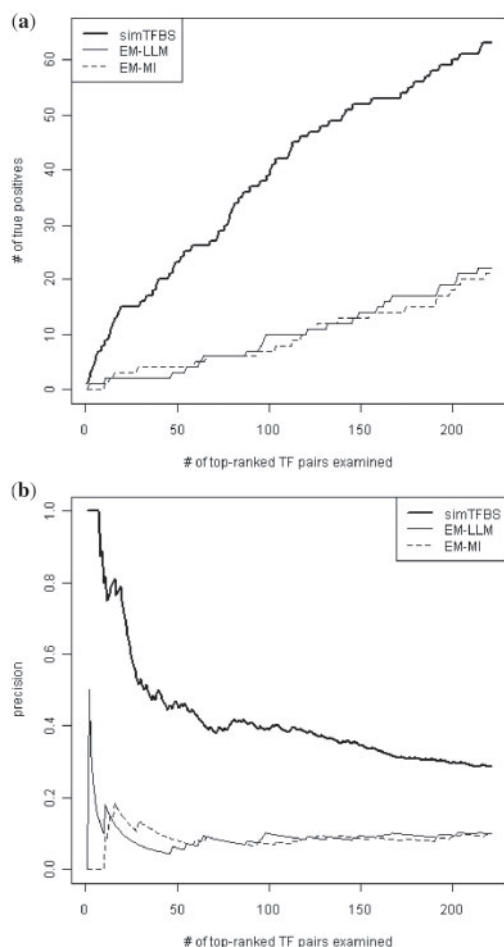 (a)
simTFBS
EM-LLM
EM-MI
# of true positives
60
50
40
30
20
10
0
0 50 100 150 200
# of top-ranked TF pairs examined
(b)
simTFBS
EM-LLM
EM-MI
precision
1.0
0.8
0.6
0.4
0.2
0.0
0 50 100 150 200
# of top-ranked TF pairs examined